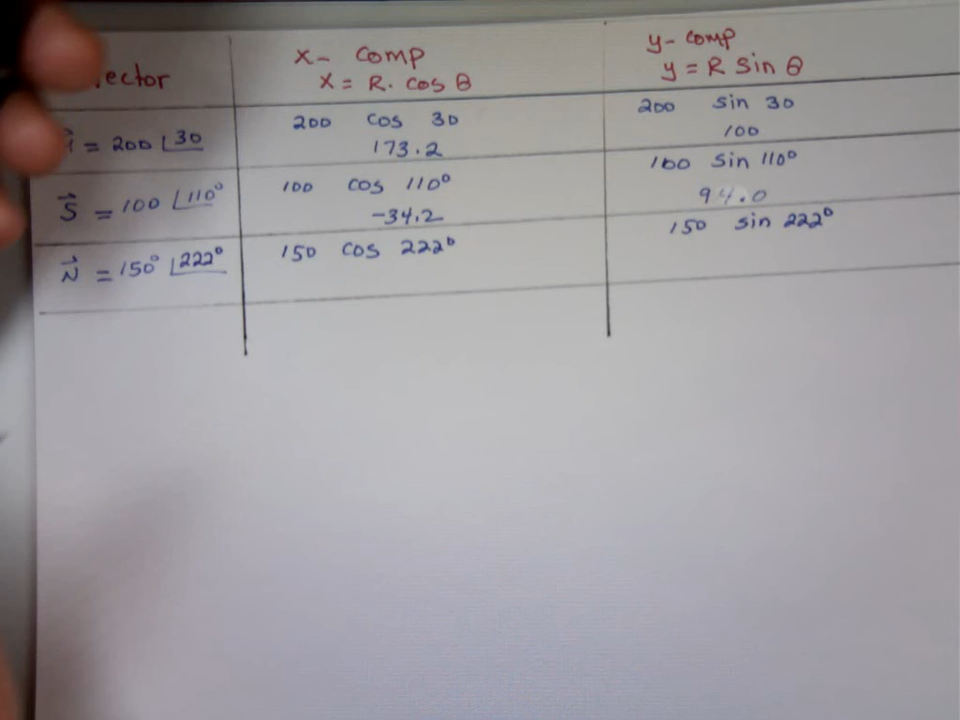 Vector x- comp y- comp
x = R. cos θ y = R Sin θ
= 200 ∠30 200 cos 30 200 sin 30
173.2 100
S⃗ = 100 ∠110° 100 cos 110° 100 sin 110°
-34.2 94.0
N⃗ = 150° ∠222° 150 cos 222° 150 sin 222°